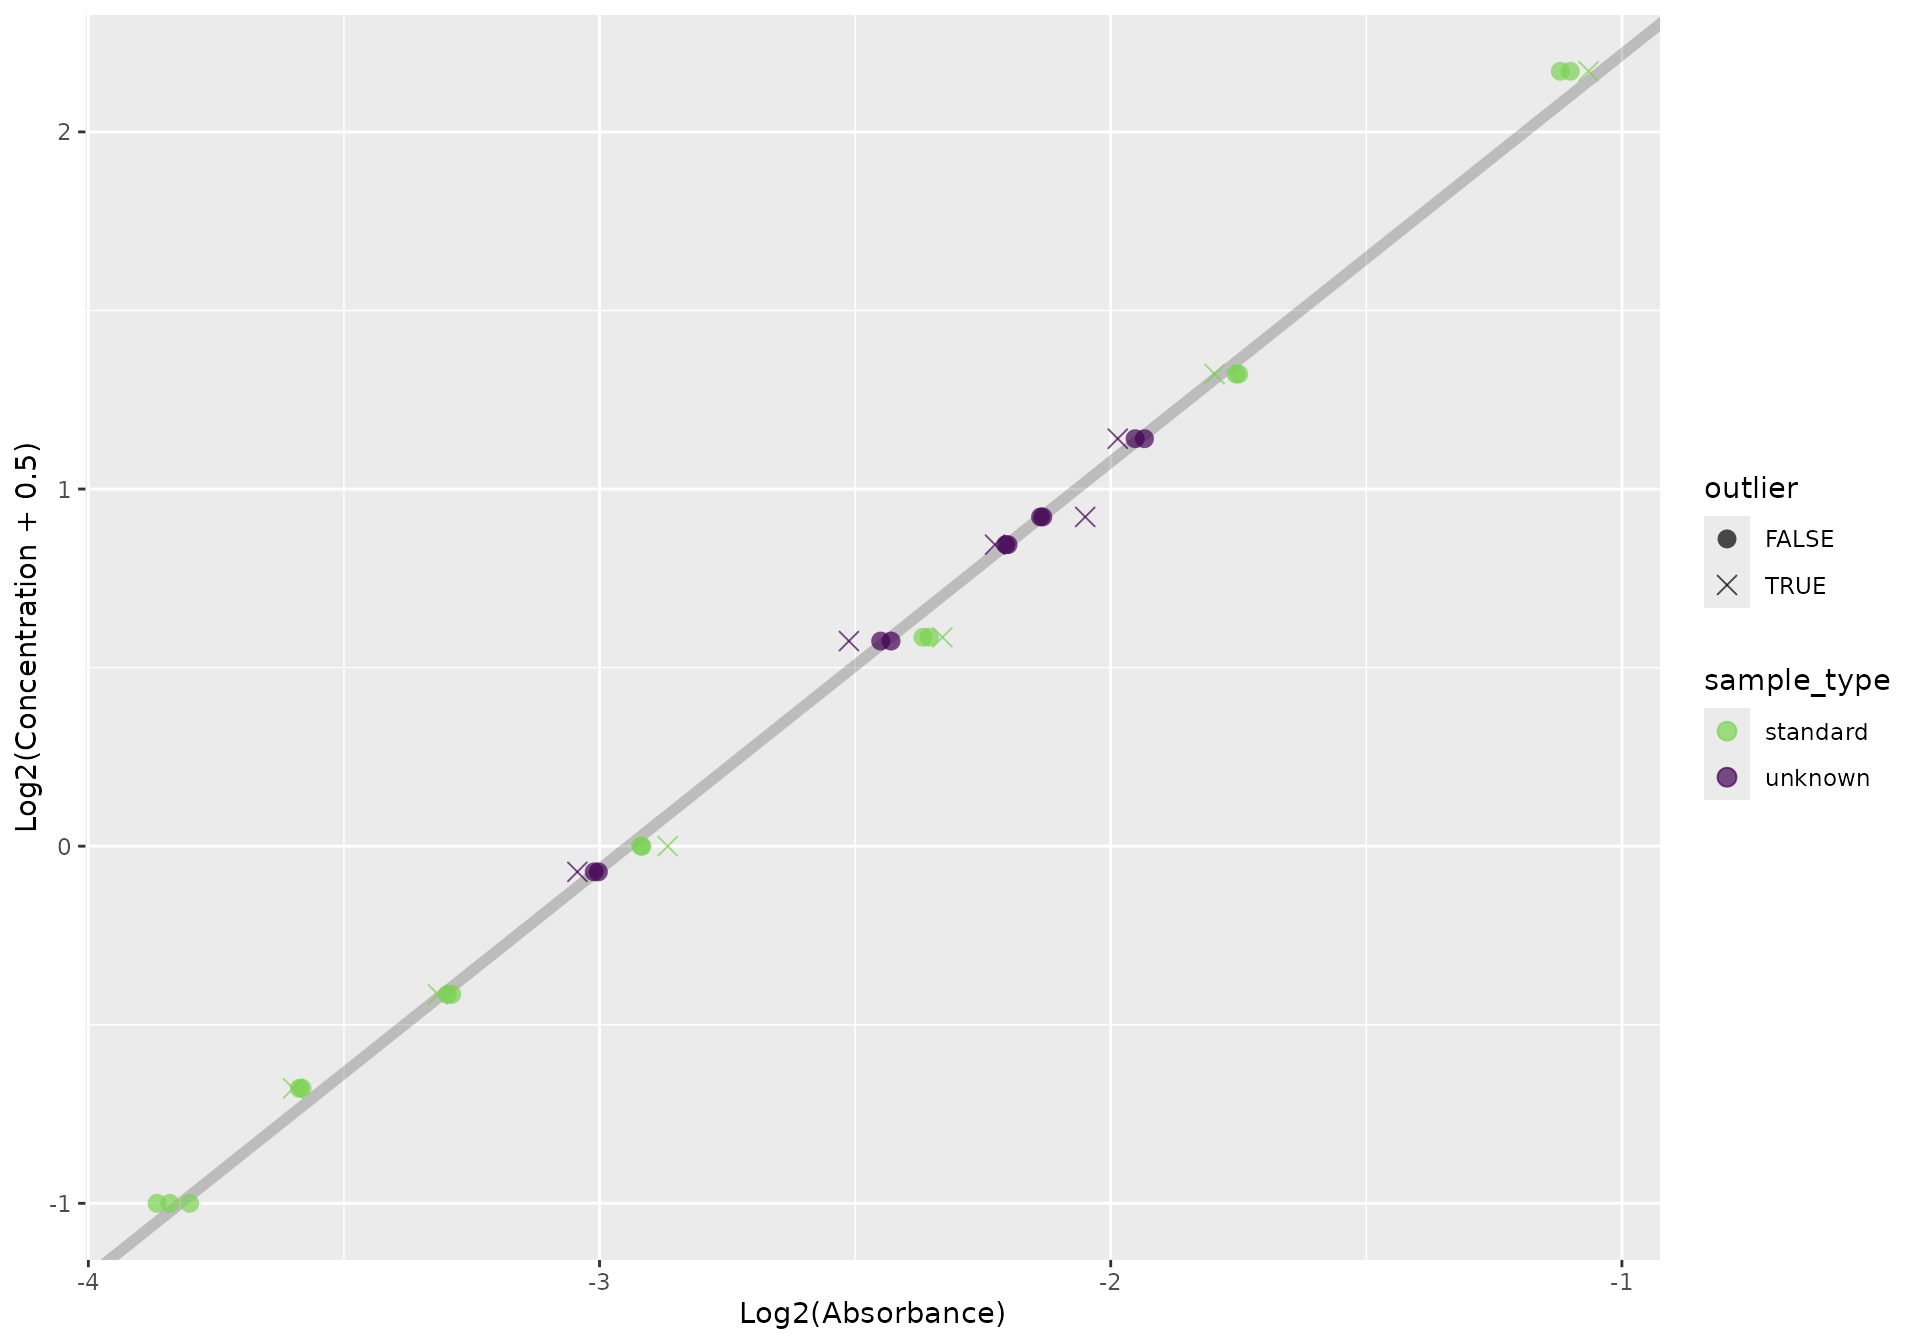 2
1
0
-1
-4
-3
-2
-1
Log2(Absorbance)
Log2(Concentration + 0.5)
outlier
FALSE
TRUE
sample_type
standard
unknown